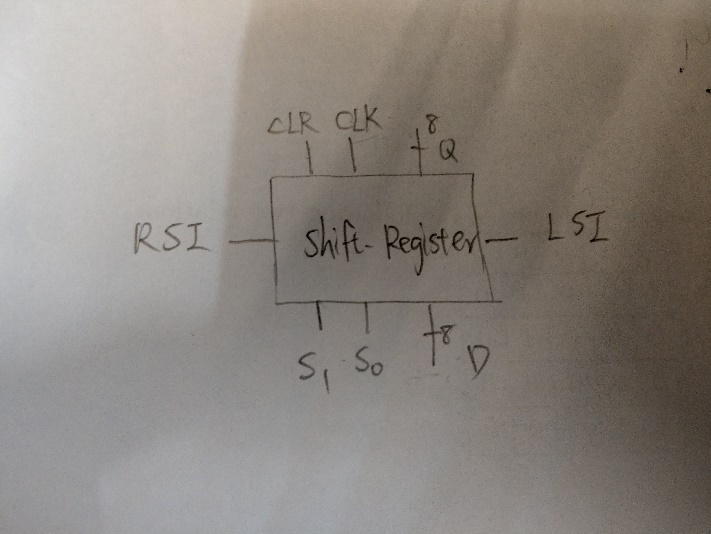 CLR CLK 8
Q
RSI Shift-Register LSI
8
S1 S0 D